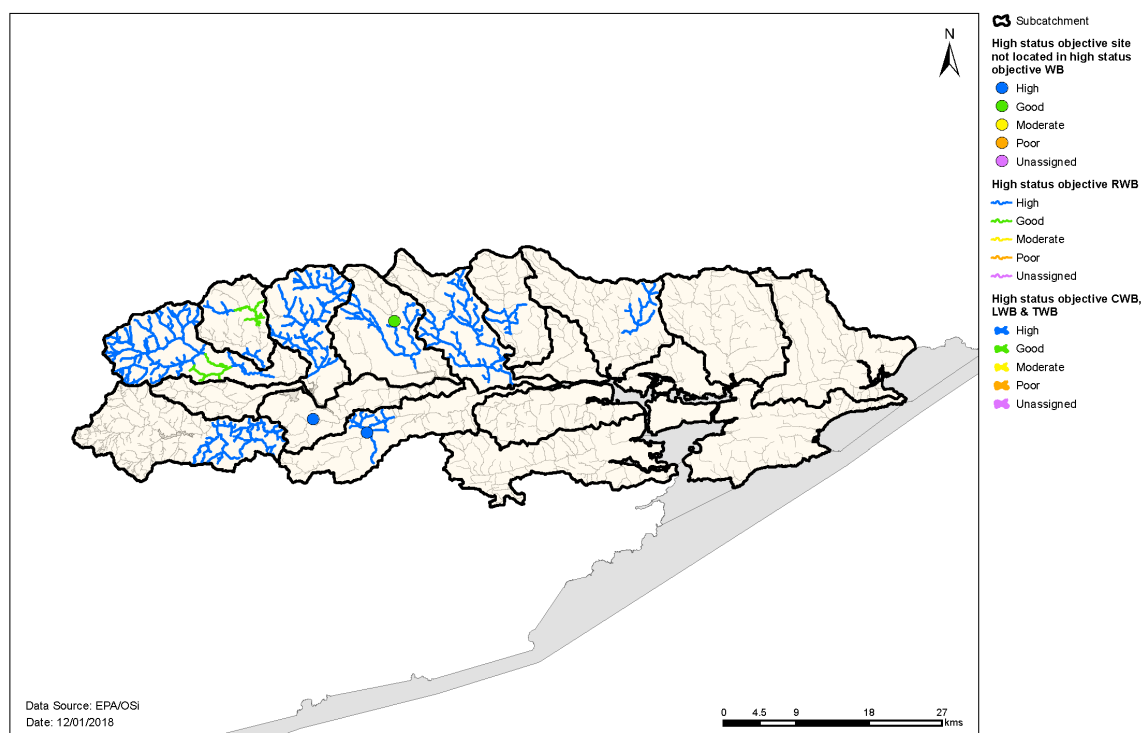 N
Subcatchment
High status objective site
not located in high status
objective WB
High
Good
Moderate
Poor
Unassigned
High status objective RWB
High
Good
Moderate
Poor
Unassigned
High status objective CWB,
LWB & TWB
High
Good
Moderate
Poor
Unassigned
Data Source: EPA/OSi
Date: 12/01/2018
0 4.5 9 18 27
kms